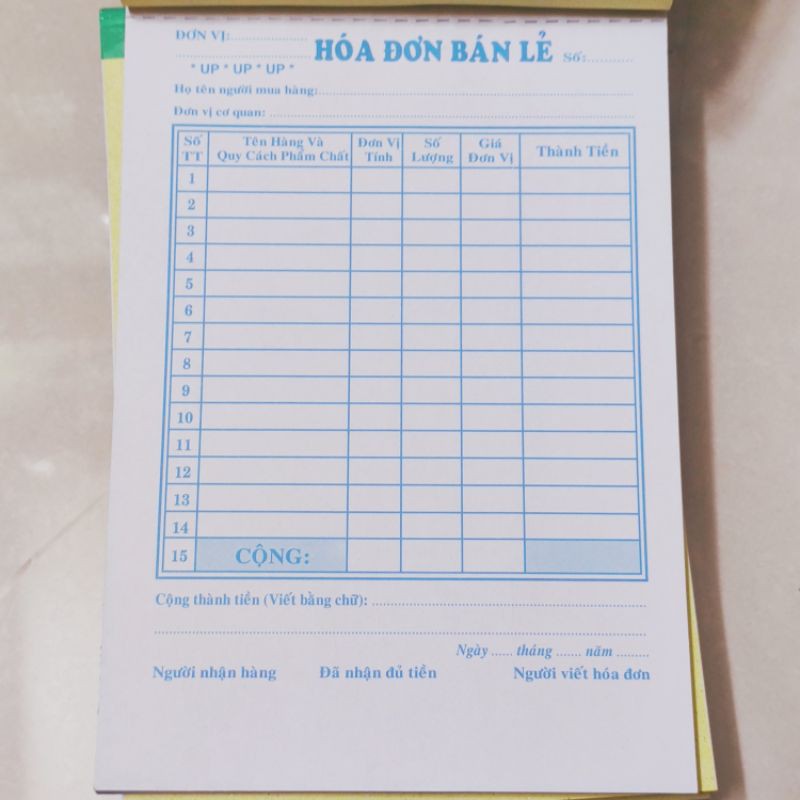 ĐƠN VỊ:
HÓA ĐƠN BÁN LẺ Số:
* UP * UP * UP *
Họ tên người mua hàng:
Đơn vị cơ quan:
Số TT Tên Hàng Và Quy Cách Phẩm Chất Đơn Vị Tính Số Lượng Giá Đơn Vị Thành Tiền
1
2
3
4
5
6
7
8
9
10
11
12
13
14
15 CỘNG:
Cộng thành tiền (Viết bằng chữ):
Ngày ...... tháng ....... năm .........
Người nhận hàng Đã nhận đủ tiền Người viết hóa đơn